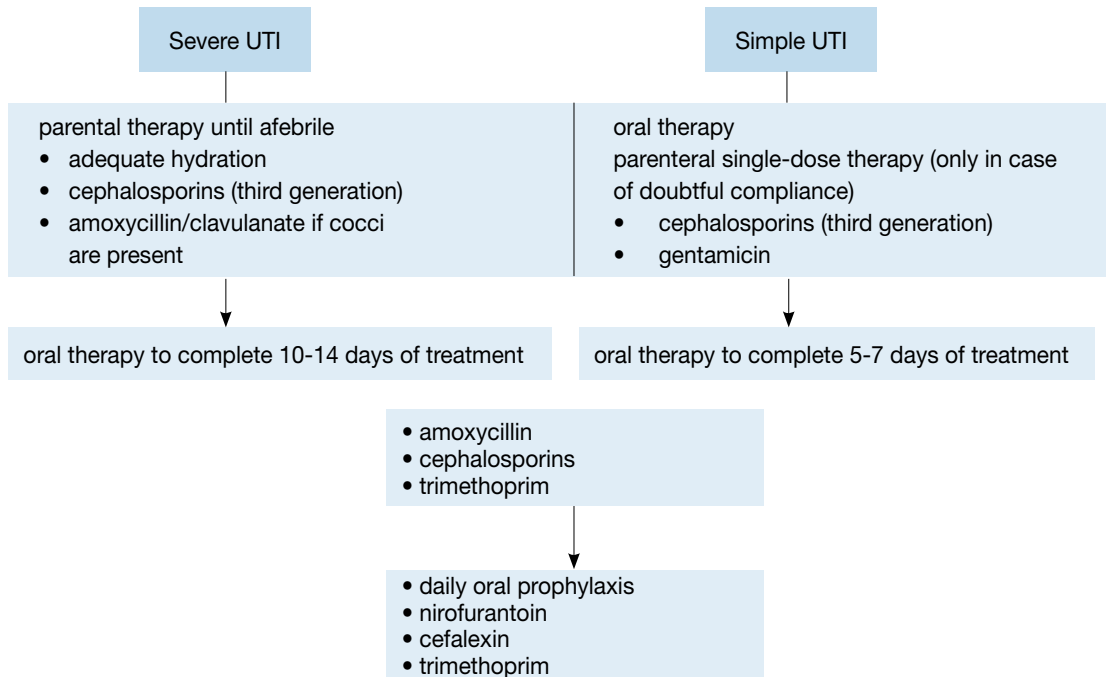 Severe UTI
Simple UTI
parental therapy until afebrile
• adequate hydration
• cephalosporins (third generation)
• amoxycillin/clavulanate if cocci
are present
oral therapy
parenteral single-dose therapy (only in case
of doubtful compliance)
• cephalosporins (third generation)
• gentamicin
oral therapy to complete 10-14 days of treatment
oral therapy to complete 5-7 days of treatment
• amoxycillin
• cephalosporins
• trimethoprim
• daily oral prophylaxis
• nirofurantoin
• cefalexin
• trimethoprim